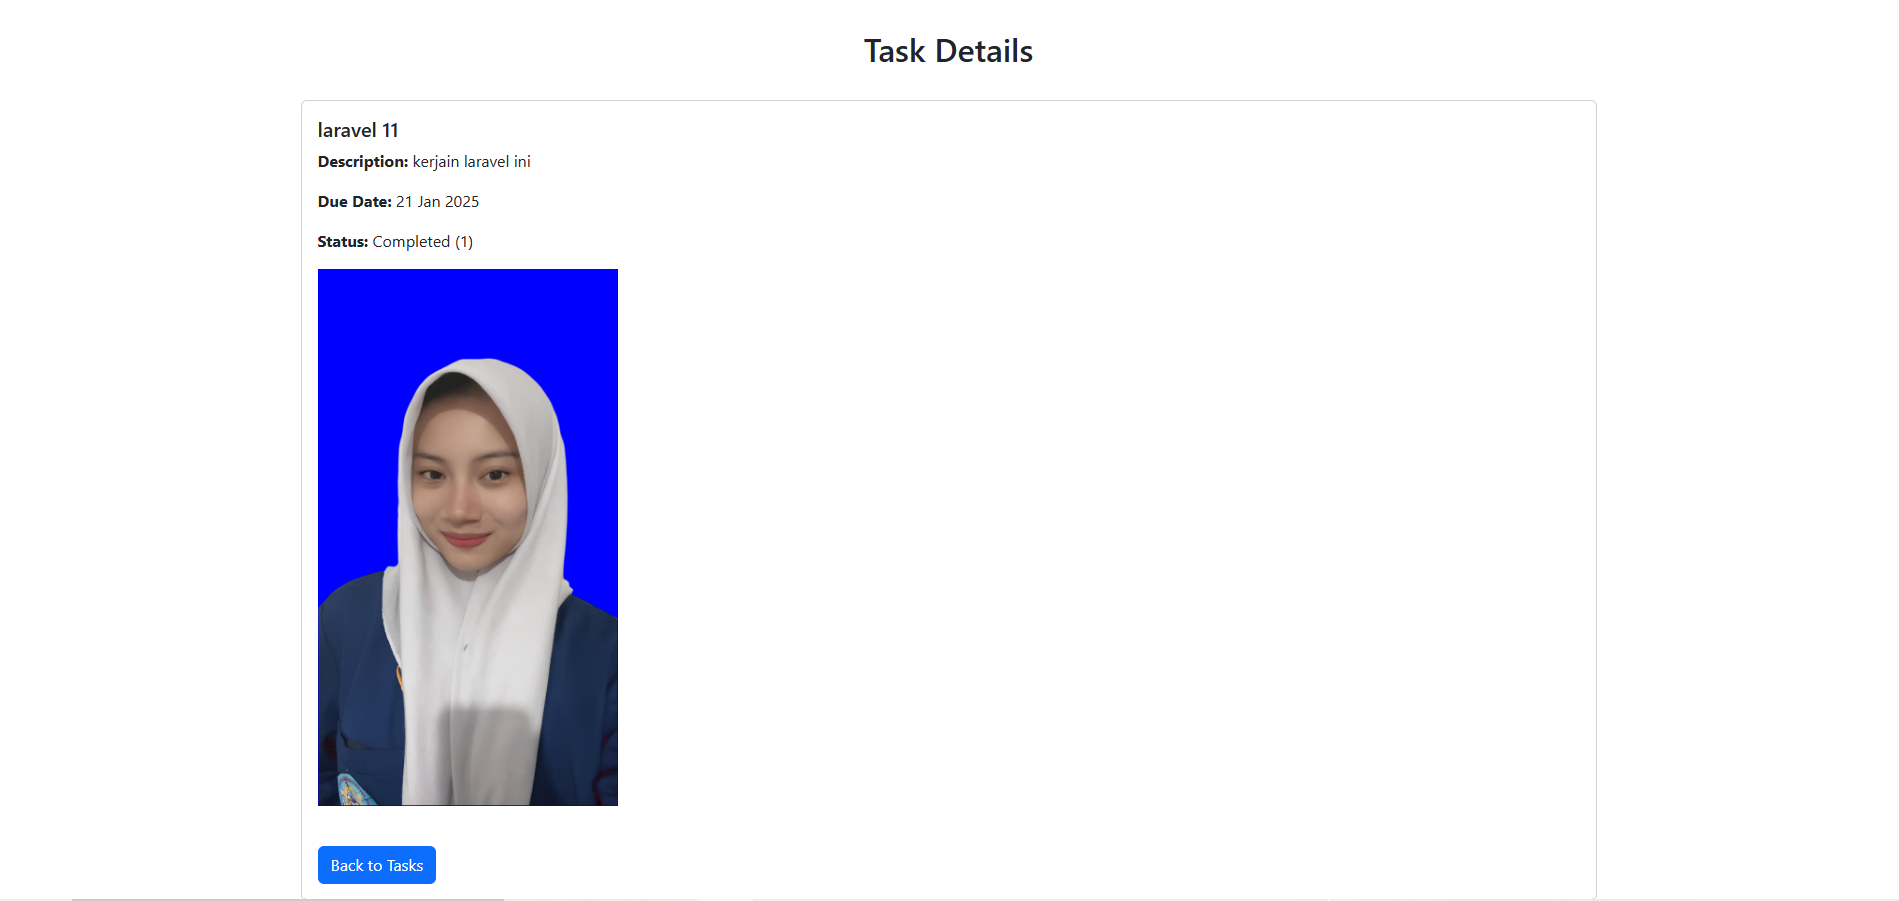 Task Details
laravel 11
Description: kerjain laravel ini
Due Date: 21 Jan 2025
Status: Completed (1)
Back to Tasks